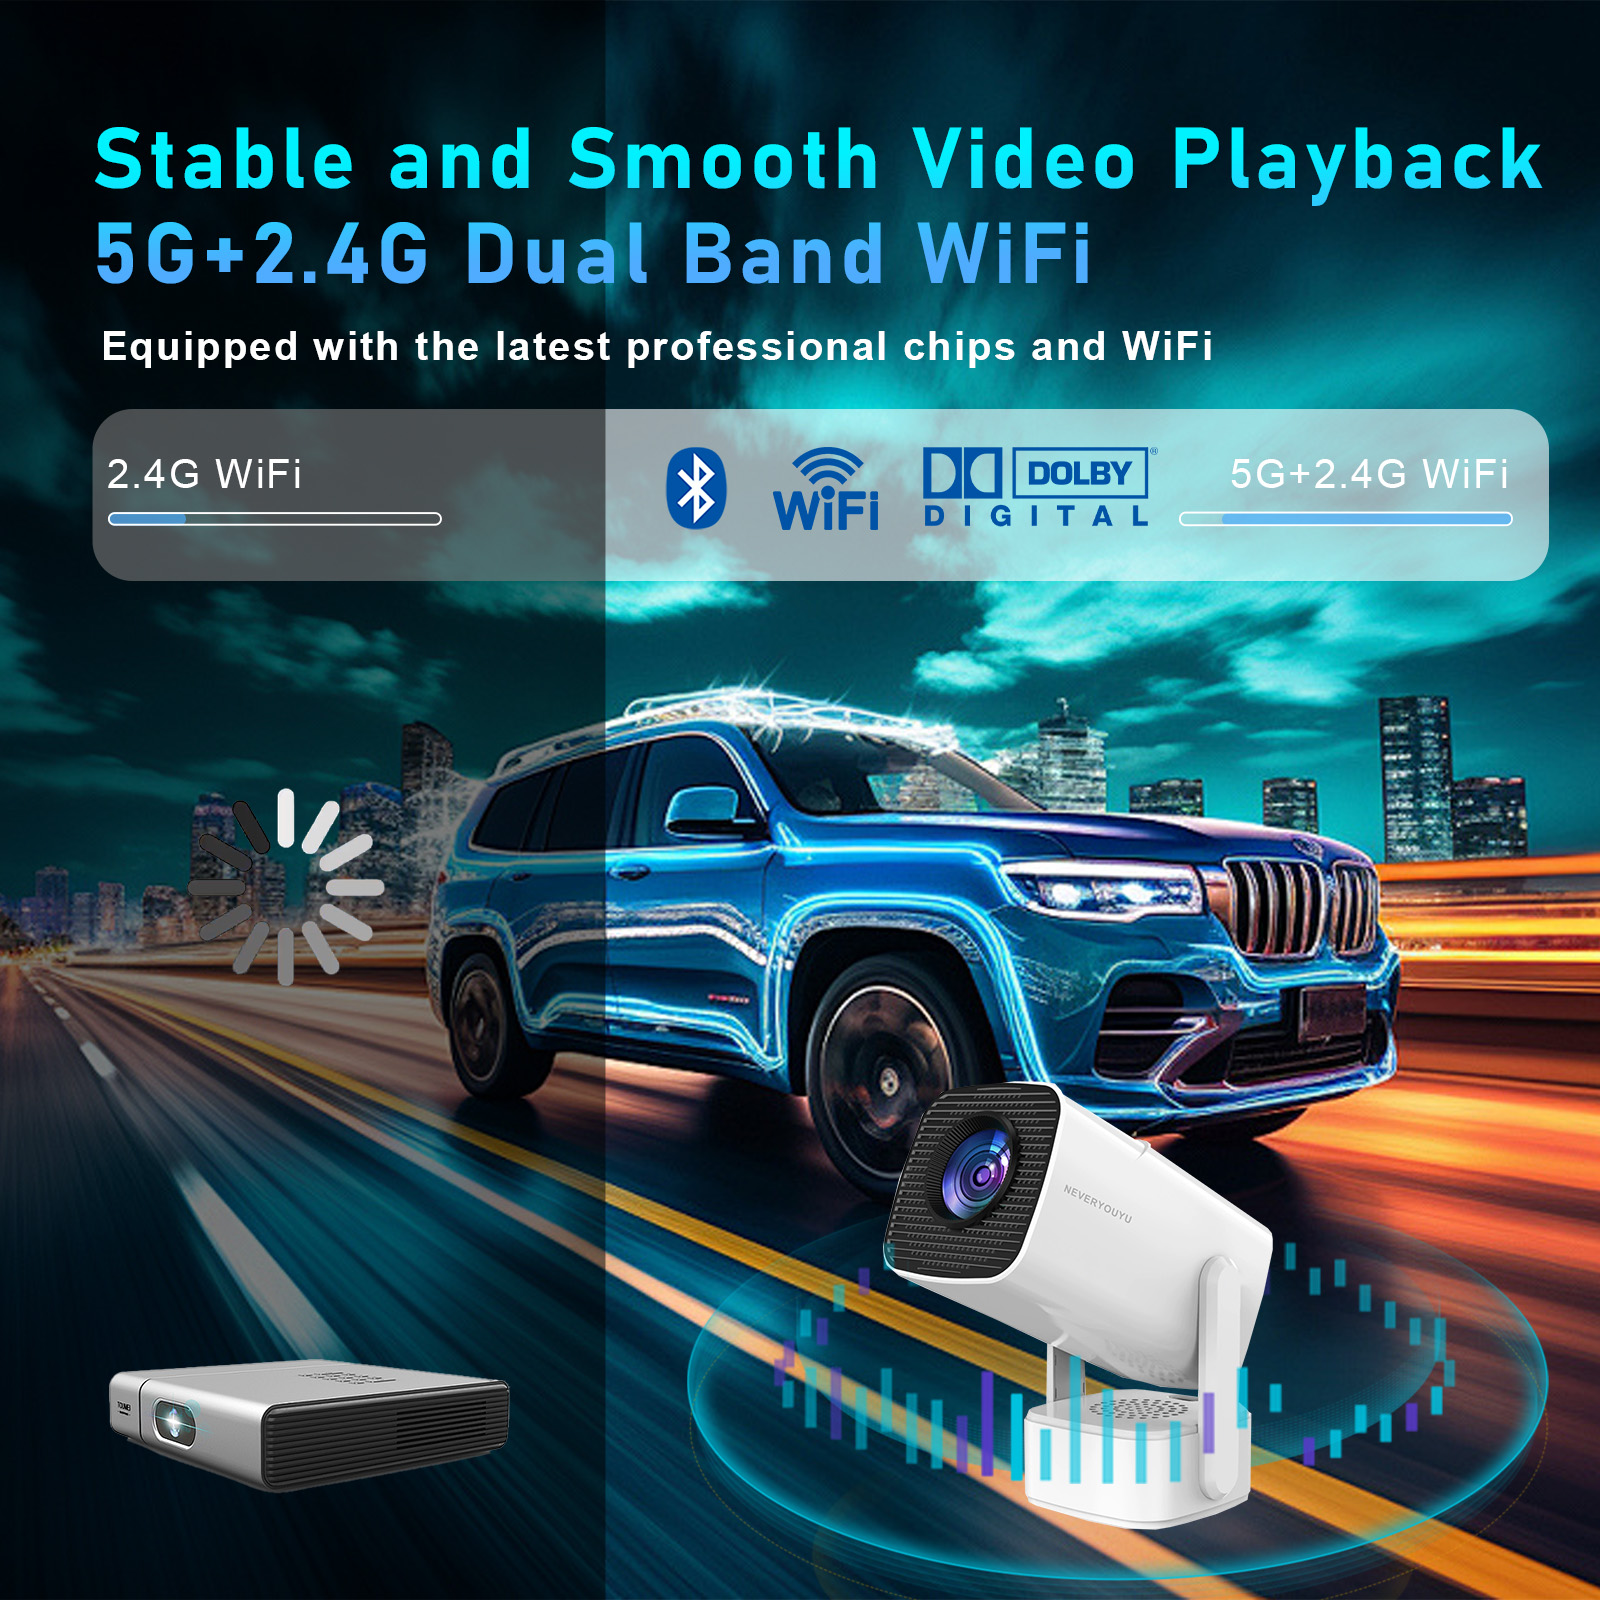 Stable and Smooth Video Playback
5G+2.4G Dual Band WiFi
Equipped with the latest professional chips and WiFi
2.4G WiFi
WiFi
DOLBY®
DIGITAL
5G+2.4G WiFi
NEVERYOUYU
TOUMEI